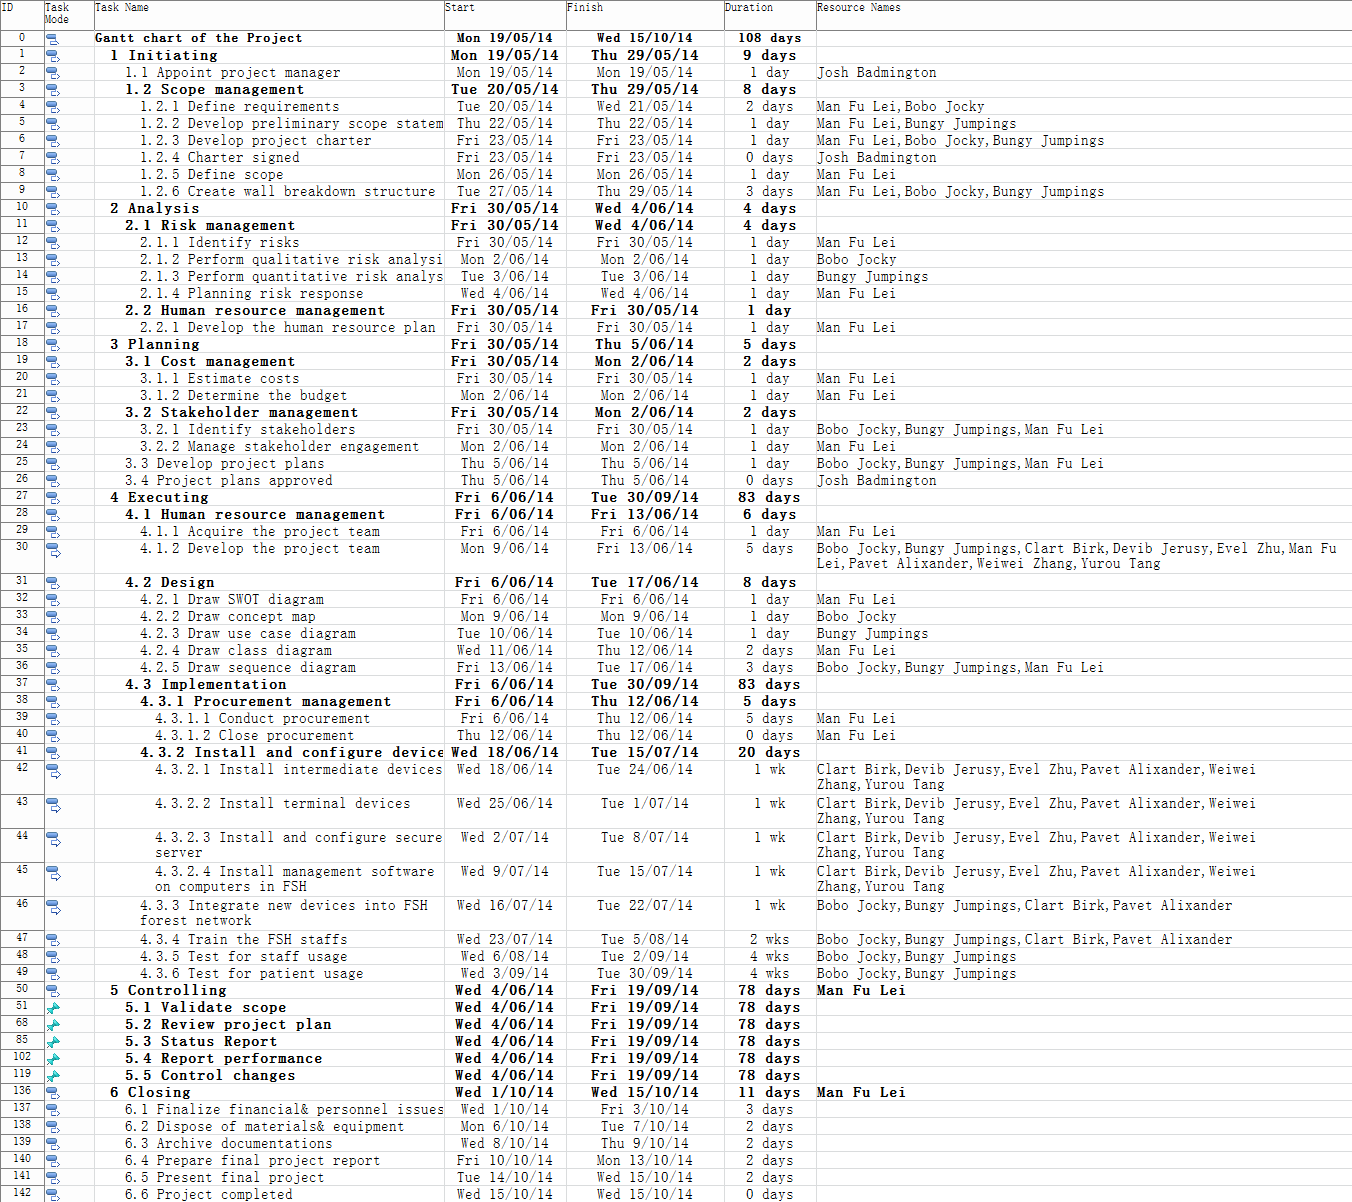 ID Task Mode Task Name Start Finish Duration Resource Names
0 Gantt chart of the Project Mon 19/05/14 Wed 15/10/14 108 days
1 1 Initiating Mon 19/05/14 Thu 29/05/14 9 days
2 1.1 Appoint project manager Mon 19/05/14 Mon 19/05/14 1 day Josh Badmington
3 1.2 Scope management Tue 20/05/14 Thu 29/05/14 8 days
4 1.2.1 Define requirements Tue 20/05/14 Wed 21/05/14 2 days Man Fu Lei,Bobo Jocky
5 1.2.2 Develop preliminary scope statem Thu 22/05/14 Thu 22/05/14 1 day Man Fu Lei,Bungy Jumpings
6 1.2.3 Develop project charter Fri 23/05/14 Fri 23/05/14 1 day Man Fu Lei,Bobo Jocky,Bungy Jumpings
7 1.2.4 Charter signed Fri 23/05/14 Fri 23/05/14 0 days Josh Badmington
8 1.2.5 Define scope Mon 26/05/14 Mon 26/05/14 1 day Man Fu Lei
9 1.2.6 Create wall breakdown structure Tue 27/05/14 Thu 29/05/14 3 days Man Fu Lei,Bobo Jocky,Bungy Jumpings
10 2 Analysis Fri 30/05/14 Wed 4/06/14 4 days
11 2.1 Risk management Fri 30/05/14 Wed 4/06/14 4 days
12 2.1.1 Identify risks Fri 30/05/14 Fri 30/05/14 1 day Man Fu Lei
13 2.1.2 Perform qualitative risk analysi Mon 2/06/14 Mon 2/06/14 1 day Bobo Jocky
14 2.1.3 Perform quantitative risk analys Tue 3/06/14 Tue 3/06/14 1 day Bungy Jumpings
15 2.1.4 Planning risk response Wed 4/06/14 Wed 4/06/14 1 day Man Fu Lei
16 2.2 Human resource management Fri 30/05/14 Fri 30/05/14 1 day
17 2.2.1 Develop the human resource plan Fri 30/05/14 Fri 30/05/14 1 day Man Fu Lei
18 3 Planning Fri 30/05/14 Thu 5/06/14 5 days
19 3.1 Cost management Fri 30/05/14 Mon 2/06/14 2 days
20 3.1.1 Estimate costs Fri 30/05/14 Fri 30/05/14 1 day Man Fu Lei
21 3.1.2 Determine the budget Mon 2/06/14 Mon 2/06/14 1 day Man Fu Lei
22 3.2 Stakeholder management Fri 30/05/14 Mon 2/06/14 2 days
23 3.2.1 Identify stakeholders Fri 30/05/14 Fri 30/05/14 1 day Bobo Jocky,Bungy Jumpings,Man Fu Lei
24 3.2.2 Manage stakeholder engagement Mon 2/06/14 Mon 2/06/14 1 day Man Fu Lei
25 3.3 Develop project plans Thu 5/06/14 Thu 5/06/14 1 day Bobo Jocky,Bungy Jumpings,Man Fu Lei
26 3.4 Project plans approved Thu 5/06/14 Thu 5/06/14 0 days Josh Badmington
27 4 Executing Fri 6/06/14 Tue 30/09/14 83 days
28 4.1 Human resource management Fri 6/06/14 Fri 13/06/14 6 days
29 4.1.1 Acquire the project team Fri 6/06/14 Fri 6/06/14 1 day Man Fu Lei
30 4.1.2 Develop the project team Mon 9/06/14 Fri 13/06/14 5 days Bobo Jocky,Bungy Jumpings,Clart Birk,Devib Jerusy,Evel Zhu,Man Fu
Lei,Pavet Alixander,Weiwei Zhang,Yurou Tang
31 4.2 Design Fri 6/06/14 Tue 17/06/14 8 days
32 4.2.1 Draw SWOT diagram Fri 6/06/14 Fri 6/06/14 1 day Man Fu Lei
33 4.2.2 Draw concept map Mon 9/06/14 Mon 9/06/14 1 day Bobo Jocky
34 4.2.3 Draw use case diagram Tue 10/06/14 Tue 10/06/14 1 day Bungy Jumpings
35 4.2.4 Draw class diagram Wed 11/06/14 Thu 12/06/14 2 days Man Fu Lei
36 4.2.5 Draw sequence diagram Fri 13/06/14 Tue 17/06/14 3 days Bobo Jocky,Bungy Jumpings,Man Fu Lei
37 4.3 Implementation Fri 6/06/14 Tue 30/09/14 83 days
38 4.3.1 Procurement management Fri 6/06/14 Thu 12/06/14 5 days
39 4.3.1.1 Conduct procurement Fri 6/06/14 Thu 12/06/14 5 days Man Fu Lei
40 4.3.1.2 Close procurement Thu 12/06/14 Thu 12/06/14 0 days Man Fu Lei
41 4.3.2 Install and configure device Wed 18/06/14 Tue 15/07/14 20 days
42 4.3.2.1 Install intermediate devices Wed 18/06/14 Tue 24/06/14 1 wk Clart Birk,Devib Jerusy,Evel Zhu,Pavet Alixander,Weiwei
Zhang,Yurou Tang
43 4.3.2.2 Install terminal devices Wed 25/06/14 Tue 1/07/14 1 wk Clart Birk,Devib Jerusy,Evel Zhu,Pavet Alixander,Weiwei
Zhang,Yurou Tang
44 4.3.2.3 Install and configure secure Wed 2/07/14 Tue 8/07/14 1 wk Clart Birk,Devib Jerusy,Evel Zhu,Pavet Alixander,Weiwei
server Zhang,Yurou Tang
45 4.3.2.4 Install management software Wed 9/07/14 Tue 15/07/14 1 wk Clart Birk,Devib Jerusy,Evel Zhu,Pavet Alixander,Weiwei
on computers in FSH Zhang,Yurou Tang
46 4.3.3 Integrate new devices into FSH Wed 16/07/14 Tue 22/07/14 1 wk Bobo Jocky,Bungy Jumpings,Clart Birk,Pavet Alixander
forest network
47 4.3.4 Train the FSH staffs Wed 23/07/14 Tue 5/08/14 2 wks Bobo Jocky,Bungy Jumpings,Clart Birk,Pavet Alixander
48 4.3.5 Test for staff usage Wed 6/08/14 Tue 2/09/14 4 wks Bobo Jocky,Bungy Jumpings
49 4.3.6 Test for patient usage Wed 3/09/14 Tue 30/09/14 4 wks Bobo Jocky,Bungy Jumpings
50 5 Controlling Wed 4/06/14 Fri 19/09/14 78 days Man Fu Lei
51 5.1 Validate scope Wed 4/06/14 Fri 19/09/14 78 days
68 5.2 Review project plan Wed 4/06/14 Fri 19/09/14 78 days
85 5.3 Status Report Wed 4/06/14 Fri 19/09/14 78 days
102 5.4 Report performance Wed 4/06/14 Fri 19/09/14 78 days
119 5.5 Control changes Wed 4/06/14 Fri 19/09/14 78 days
136 6 Closing Wed 1/10/14 Wed 15/10/14 11 days Man Fu Lei
137 6.1 Finalize financial& personnel issues Wed 1/10/14 Fri 3/10/14 3 days
138 6.2 Dispose of materials& equipment Mon 6/10/14 Tue 7/10/14 2 days
139 6.3 Archive documentations Wed 8/10/14 Thu 9/10/14 2 days
140 6.4 Prepare final project report Fri 10/10/14 Mon 13/10/14 2 days
141 6.5 Present final project Tue 14/10/14 Wed 15/10/14 2 days
142 6.6 Project completed Wed 15/10/14 Wed 15/10/14 0 days